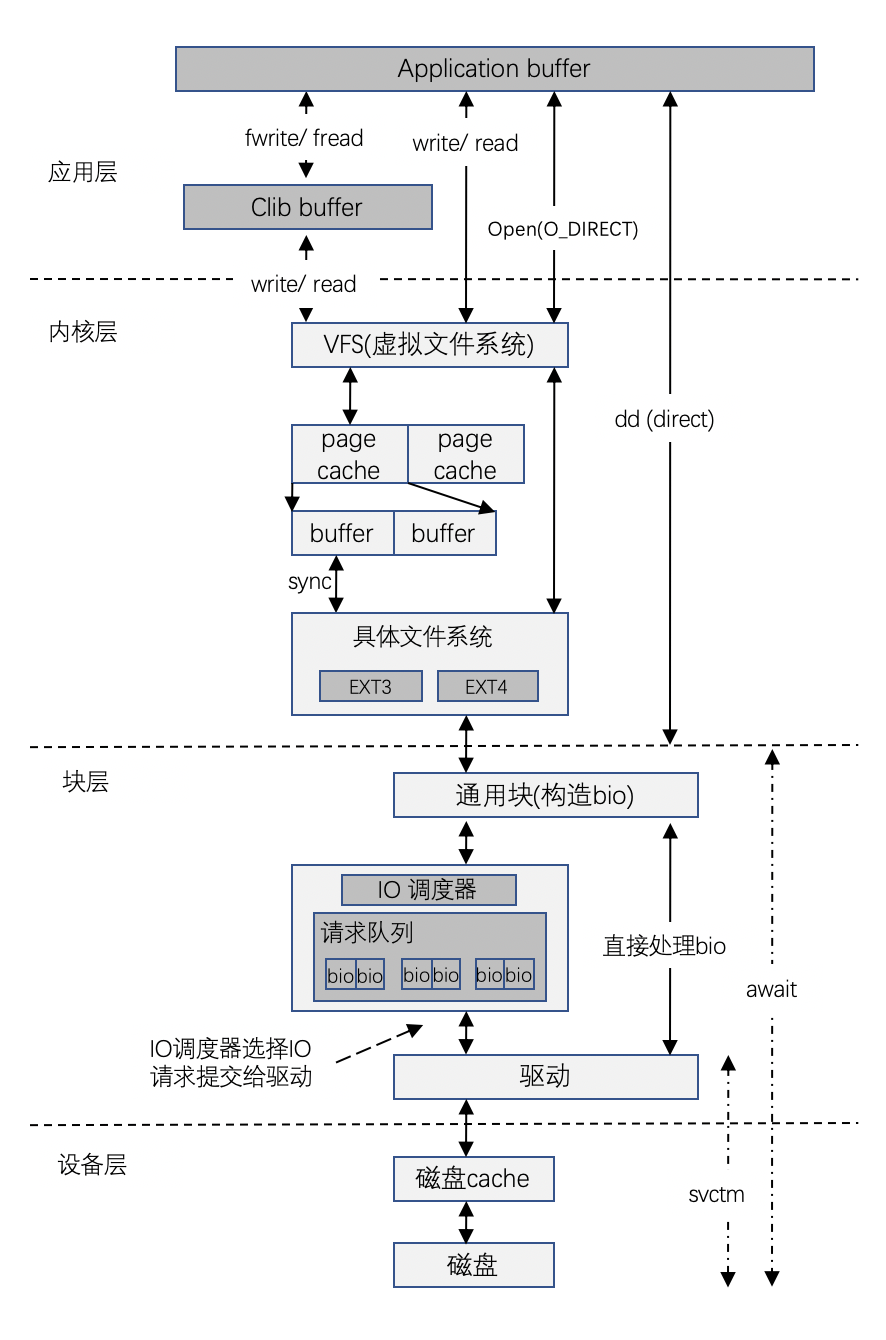 Application buffer
fwrite/ fread
write/ read
应用层
Clib buffer
Open(O_DIRECT)
write/ read
内核层
VFS(虚拟文件系统)
dd (direct)
page
cache
page
cache
buffer
buffer
sync
具体文件系统
EXT3
EXT4
块层
通用块(构造bio)
IO 调度器
请求队列
bio
bio
bio
bio
bio
bio
直接处理bio
await
IO调度器选择IO
请求提交给驱动
驱动
设备层
磁盘cache
svctm
磁盘